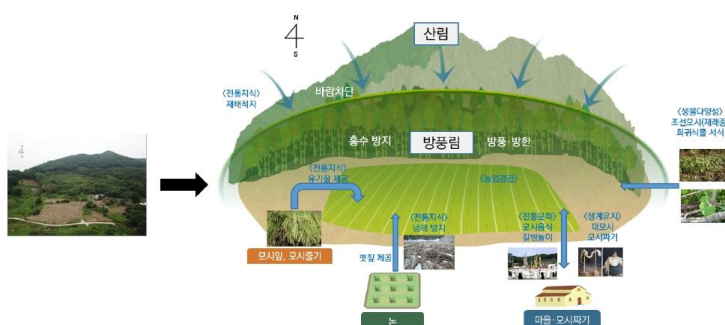 N
S
산림
바람차단
<전통지식>
재배적지
홍수 방지
방풍림
방풍·방한
<생물다양성>
조선모시(재래종)
희귀식물 서식
<전통지식>
유기질 제공
<농업경관>
모시잎, 모시줄기
<전통지식>
냉해 방지
볏짚 제공
논
<전통문화>
모시음식
길쌈놀이
<생계유지>
태모시
모시짜기
마을·모시짜기